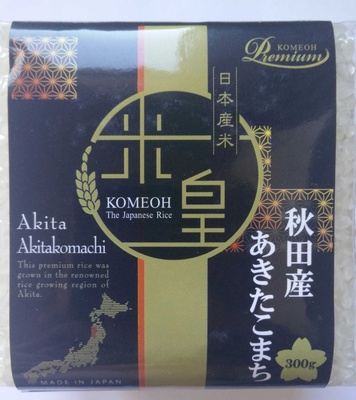 KOMEOH
Premium
日本産米
米皇
KOMEOH
The Japanese Rice
Akita
Akitakomachi
This premium rice was
grown in the renowned
rice growing region of
Akita.
秋田産
あきたこまち
300g
MADE IN JAPAN